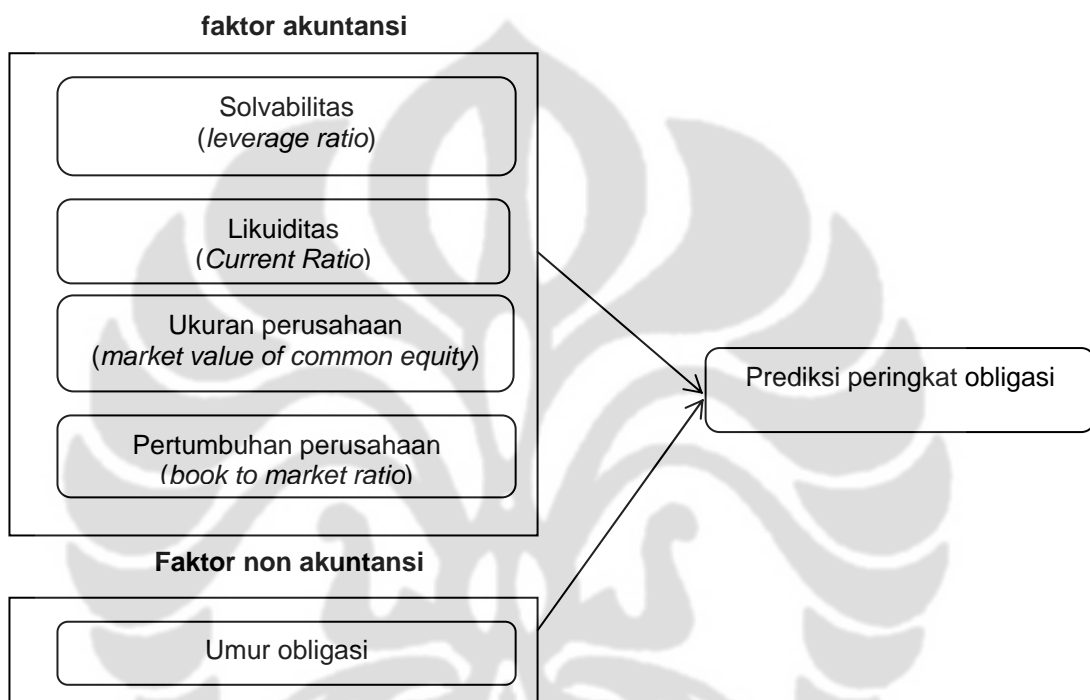 faktor akuntansi
Solvabilitas
(leverage ratio)
Likuiditas
(Current Ratio)
Ukuran perusahaan
(market value of common equity)
Pertumbuhan perusahaan
(book to market ratio)
Prediksi peringkat obligasi
Faktor non akuntansi
Umur obligasi